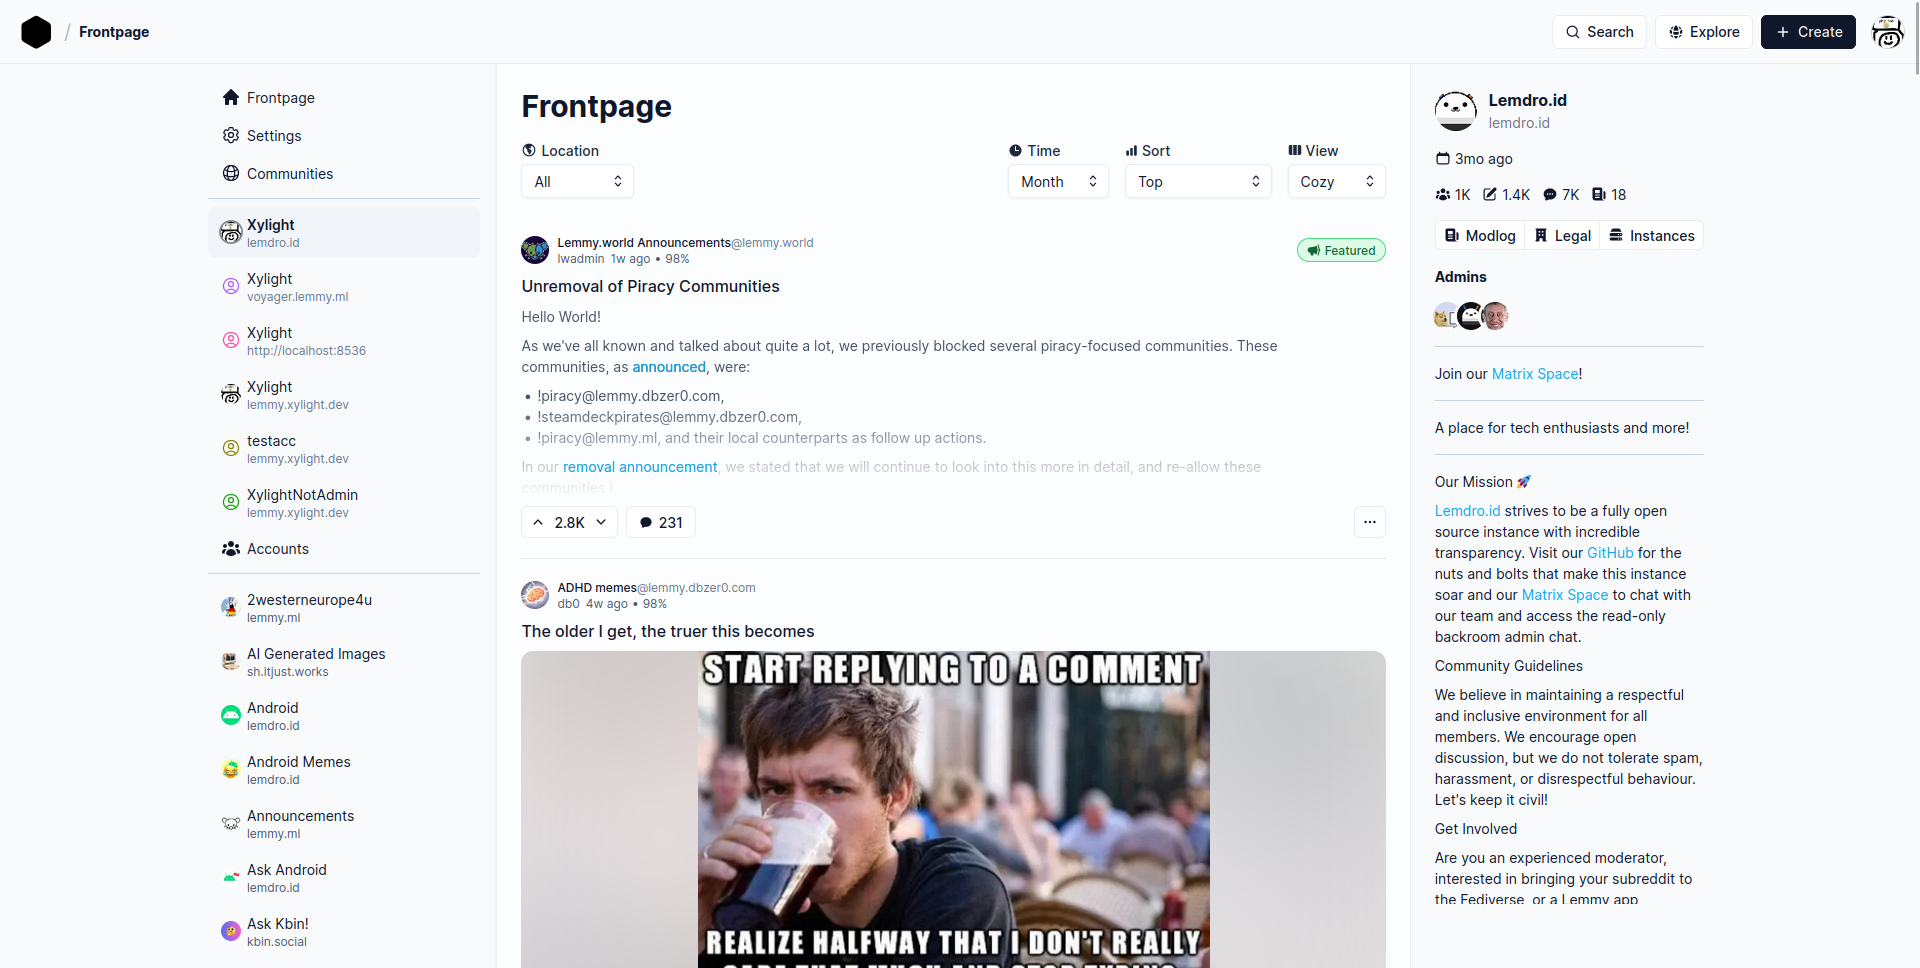 / Frontpage
Search
Explore
+ Create
Frontpage
Settings
Communities
Xylight
lemdro.id
Xylight
voyager.lemmy.ml
Xylight
http://localhost:8536
Xylight
lemmy.xylight.dev
testacc
lemmy.xylight.dev
XylightNotAdmin
lemmy.xylight.dev
Accounts
2westerneurope4u
lemmy.ml
AI Generated Images
sh.itjust.works
Android
lemdro.id
Android Memes
lemdro.id
Announcements
lemmy.ml
Ask Android
lemdro.id
Ask Kbin!
kbin.social
Frontpage
Location
All
Time
Month
Sort
Top
View
Cozy
Lemmy.world Announcements@lemmy.world
lwadmin 1w ago • 98%
Featured
Unremoval of Piracy Communities
Hello World!
As we've all known and talked about quite a lot, we previously blocked several piracy-focused communities. These
communities, as announced, were:
• !piracy@lemmy.dbzer0.com,
• !steamdeckpirates@lemmy.dbzer0.com,
• !piracy@lemmy.ml, and their local counterparts as follow up actions.
In our removal announcement, we stated that we will continue to look into this more in detail, and re-allow these
communities i
2.8K
231
ADHD memes@lemmy.dbzer0.com
db0 4w ago • 98%
The older I get, the truer this becomes
START REPLYING TO A COMMENT
REALIZE HALFWAY THAT I DON'T REALLY
Lemdro.id
lemdro.id
3mo ago
1K 1.4K 7K 18
Modlog
Legal
Instances
Admins
Join our Matrix Space!
A place for tech enthusiasts and more!
Our Mission 🚀
Lemdro.id strives to be a fully open
source instance with incredible
transparency. Visit our GitHub for the
nuts and bolts that make this instance
soar and our Matrix Space to chat with
our team and access the read-only
backroom admin chat.
Community Guidelines
We believe in maintaining a respectful
and inclusive environment for all
members. We encourage open
discussion, but we do not tolerate spam,
harassment, or disrespectful behaviour.
Let's keep it civil!
Get Involved
Are you an experienced moderator,
interested in bringing your subreddit to
the Fediverse, or a Lemmy app